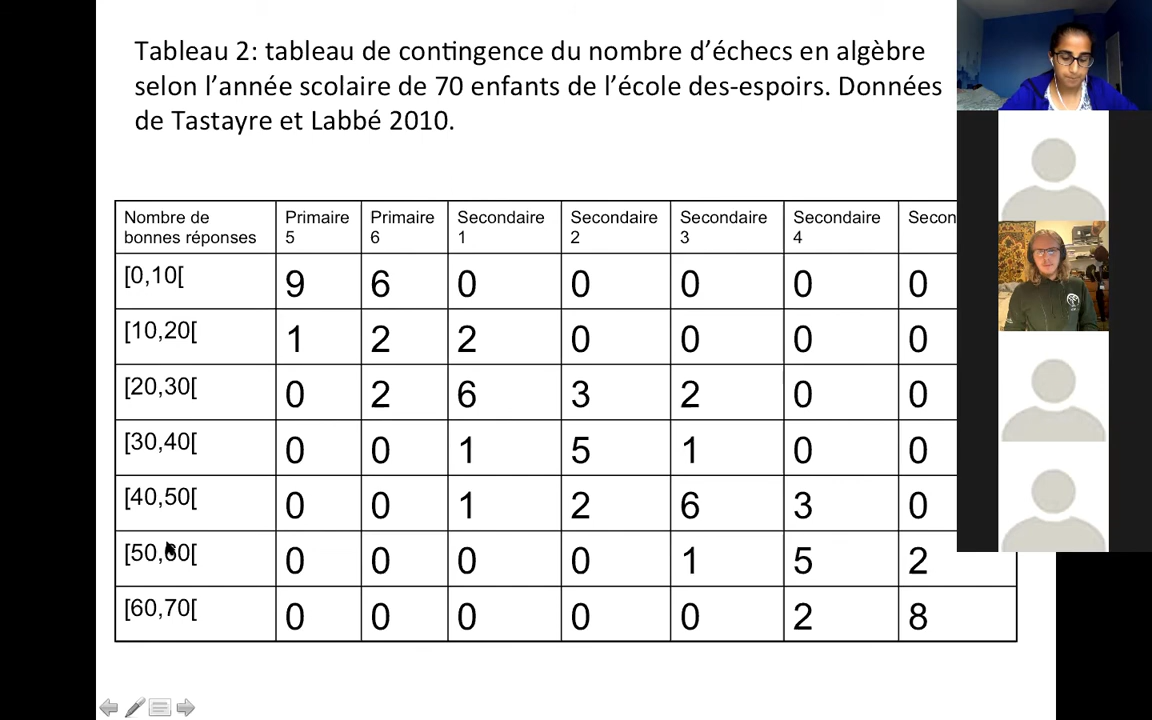 Tableau 2: tableau de contingence du nombre d’échecs en algèbre
selon l’année scolaire de 70 enfants de l’école des-espoirs. Données
de Tastayre et Labbé 2010.
Nombre de bonnes réponses Primaire 5 Primaire 6 Secondaire 1 Secondaire 2 Secondaire 3 Secondaire 4 Secon
[0,10[ 9 6 0 0 0 0 0
[10,20[ 1 2 2 0 0 0 0
[20,30[ 0 2 6 3 2 0 0
[30,40[ 0 0 1 5 1 0 0
[40,50[ 0 0 1 2 6 3 0
[50,60[ 0 0 0 0 1 5 2
[60,70[ 0 0 0 0 0 2 8